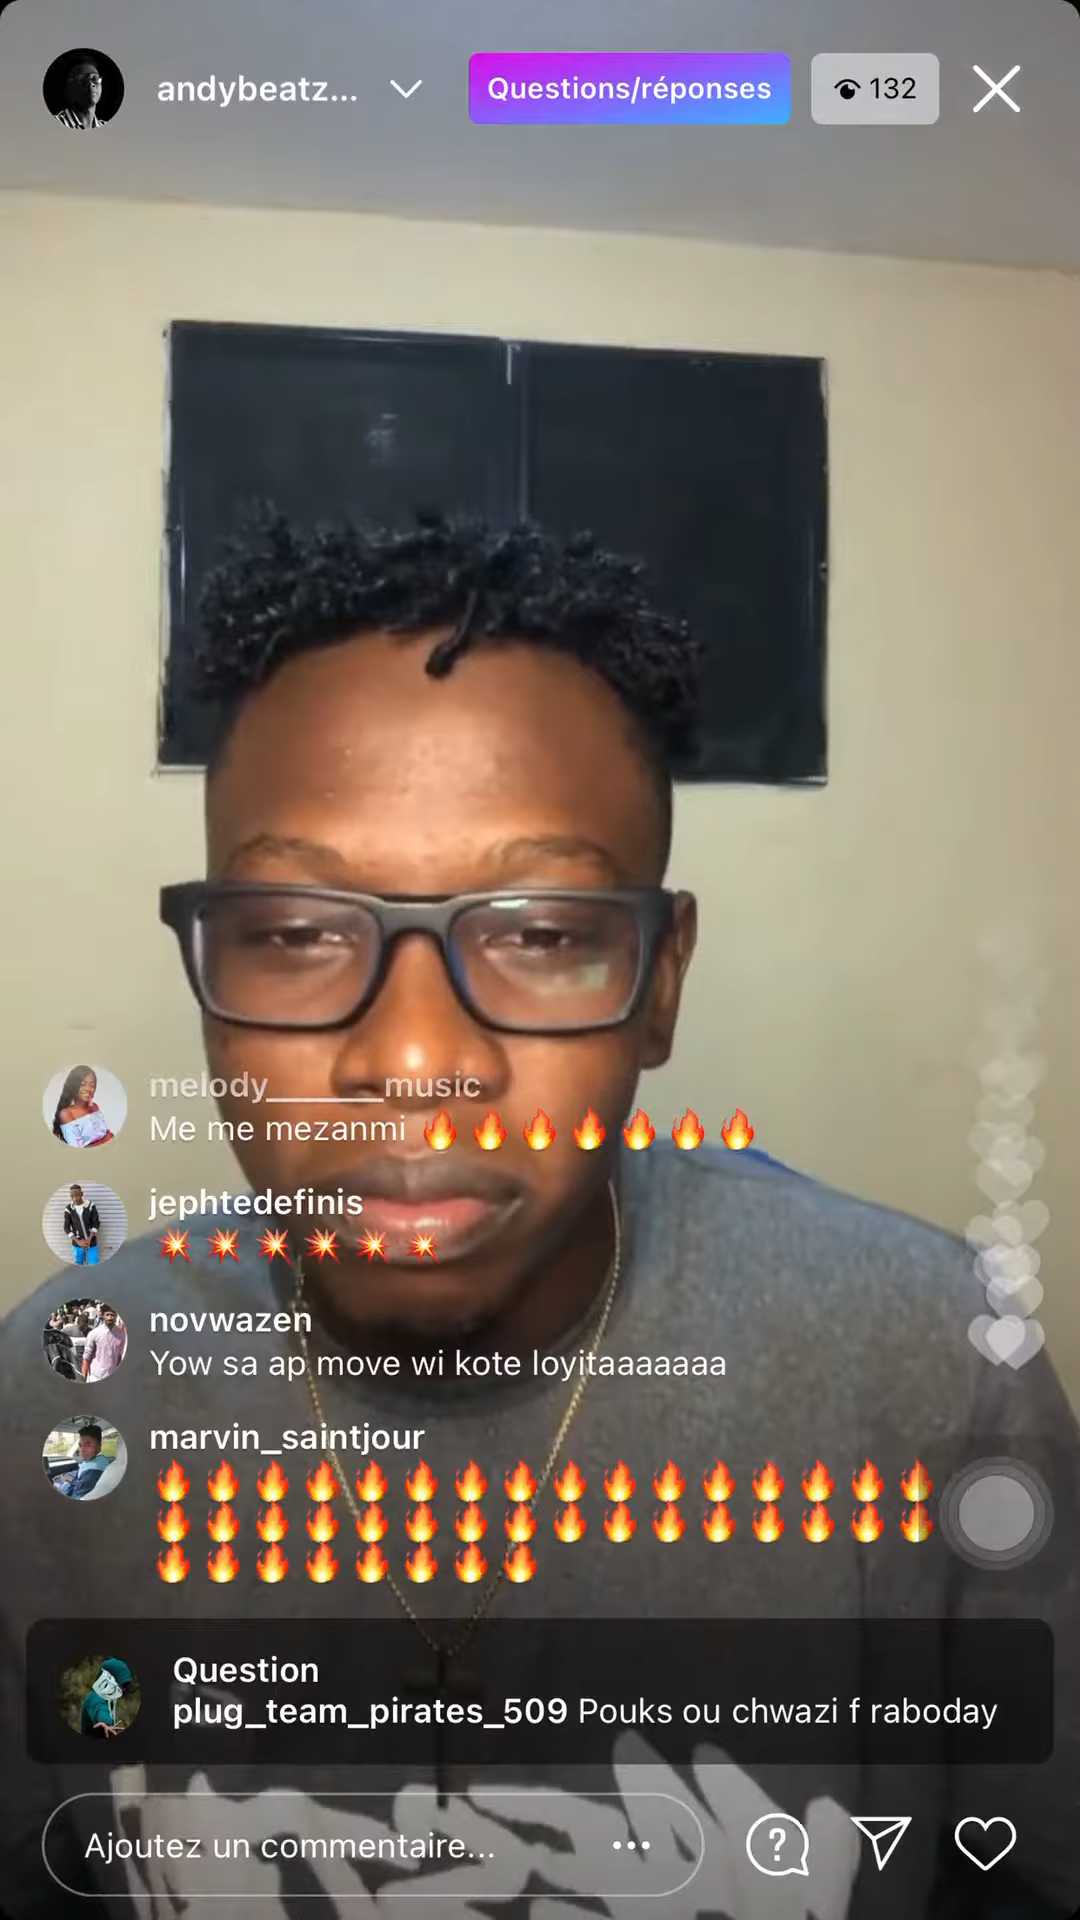 andybeatz...
Questions/réponses
132
melody_______music
Me me mezanmi 🔥 🔥 🔥 🔥 🔥 🔥 🔥
jephtedefinis
💥 💥 💥 💥 💥 💥
novwazen
Yow sa ap move wi kote loyitaaaaaaa
marvin_saintjour
🔥 🔥 🔥 🔥 🔥 🔥 🔥 🔥 🔥 🔥 🔥 🔥 🔥 🔥 🔥 🔥
🔥 🔥 🔥 🔥 🔥 🔥 🔥 🔥 🔥 🔥 🔥 🔥 🔥 🔥 🔥 🔥
🔥 🔥 🔥 🔥 🔥 🔥 🔥 🔥
Question
plug_team_pirates_509 Pouks ou chwazi f raboday
Ajoutez un commentaire...